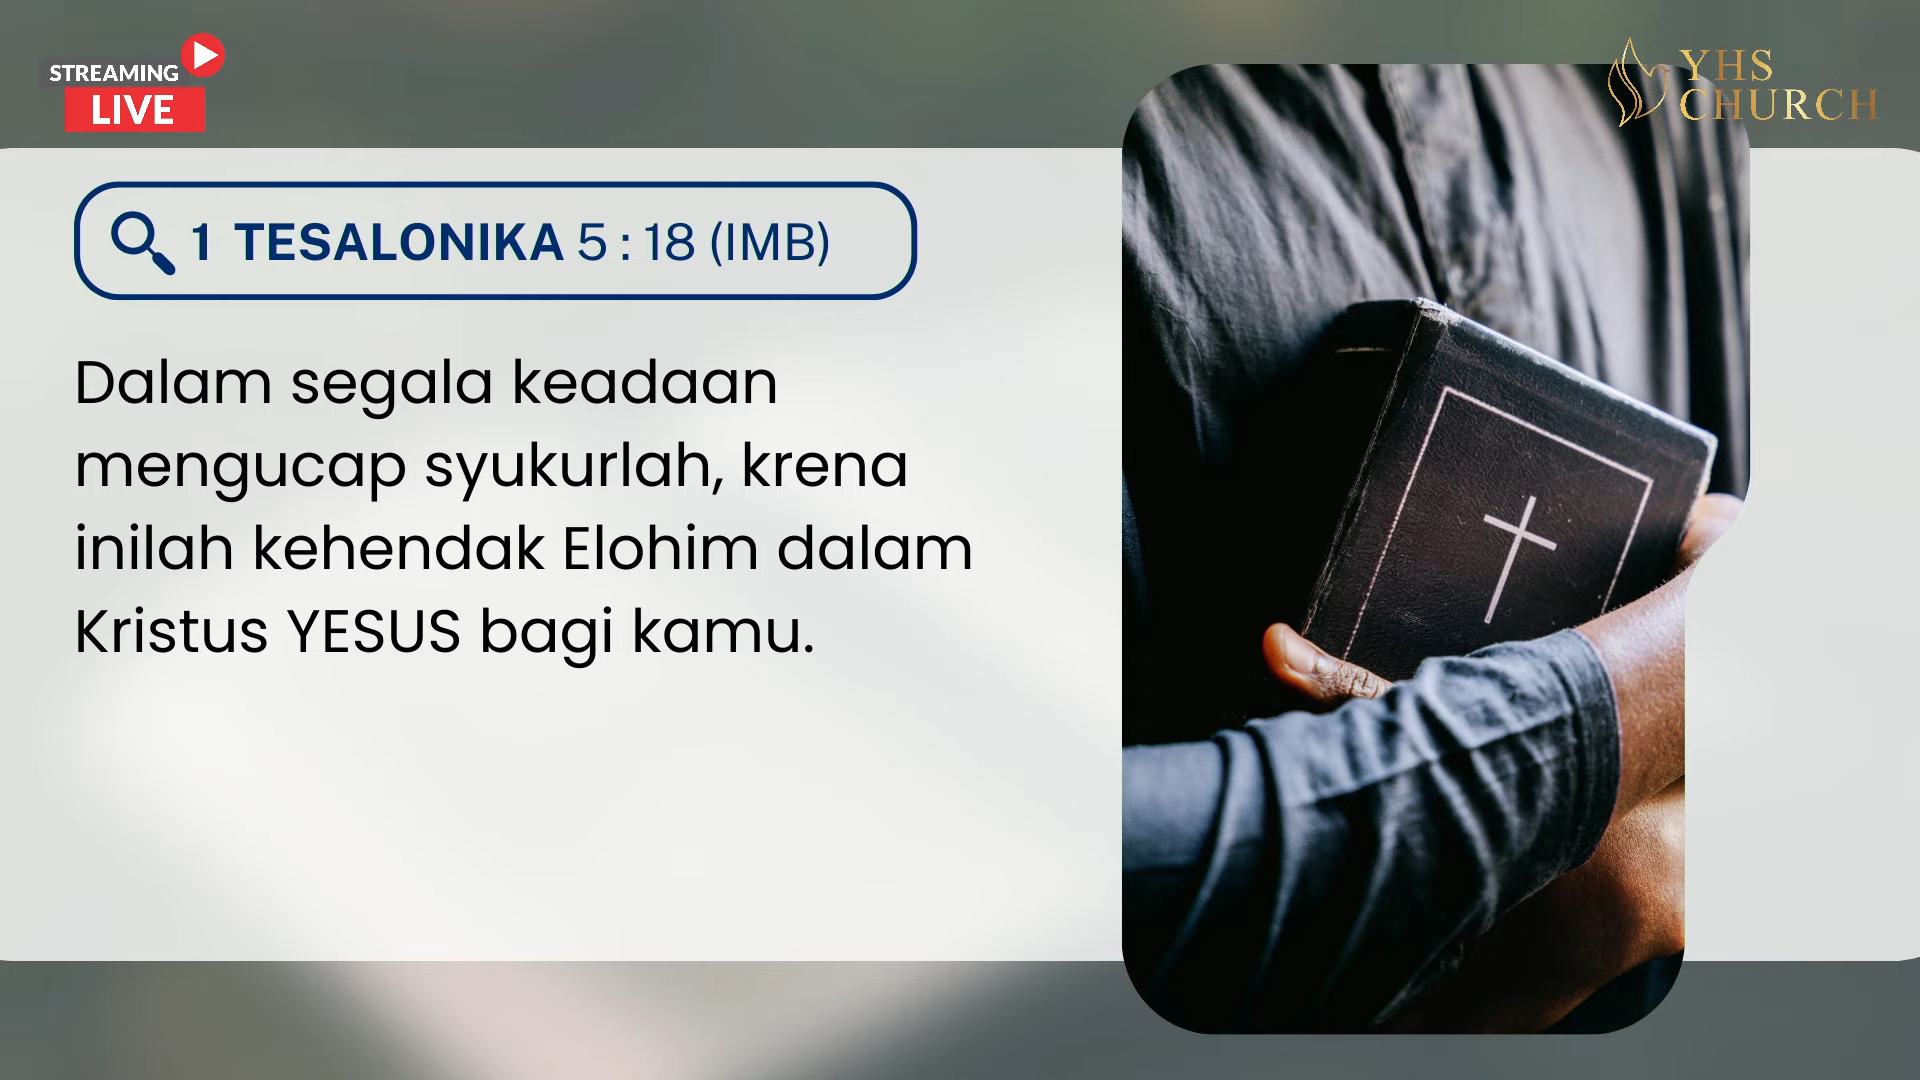 STREAMING
LIVE
YHS
CHURCH
1 TESALONIKA 5 : 18 (IMB)
Dalam segala keadaan
mengucap syukurlah, krena
inilah kehendak Elohim dalam
Kristus YESUS bagi kamu.